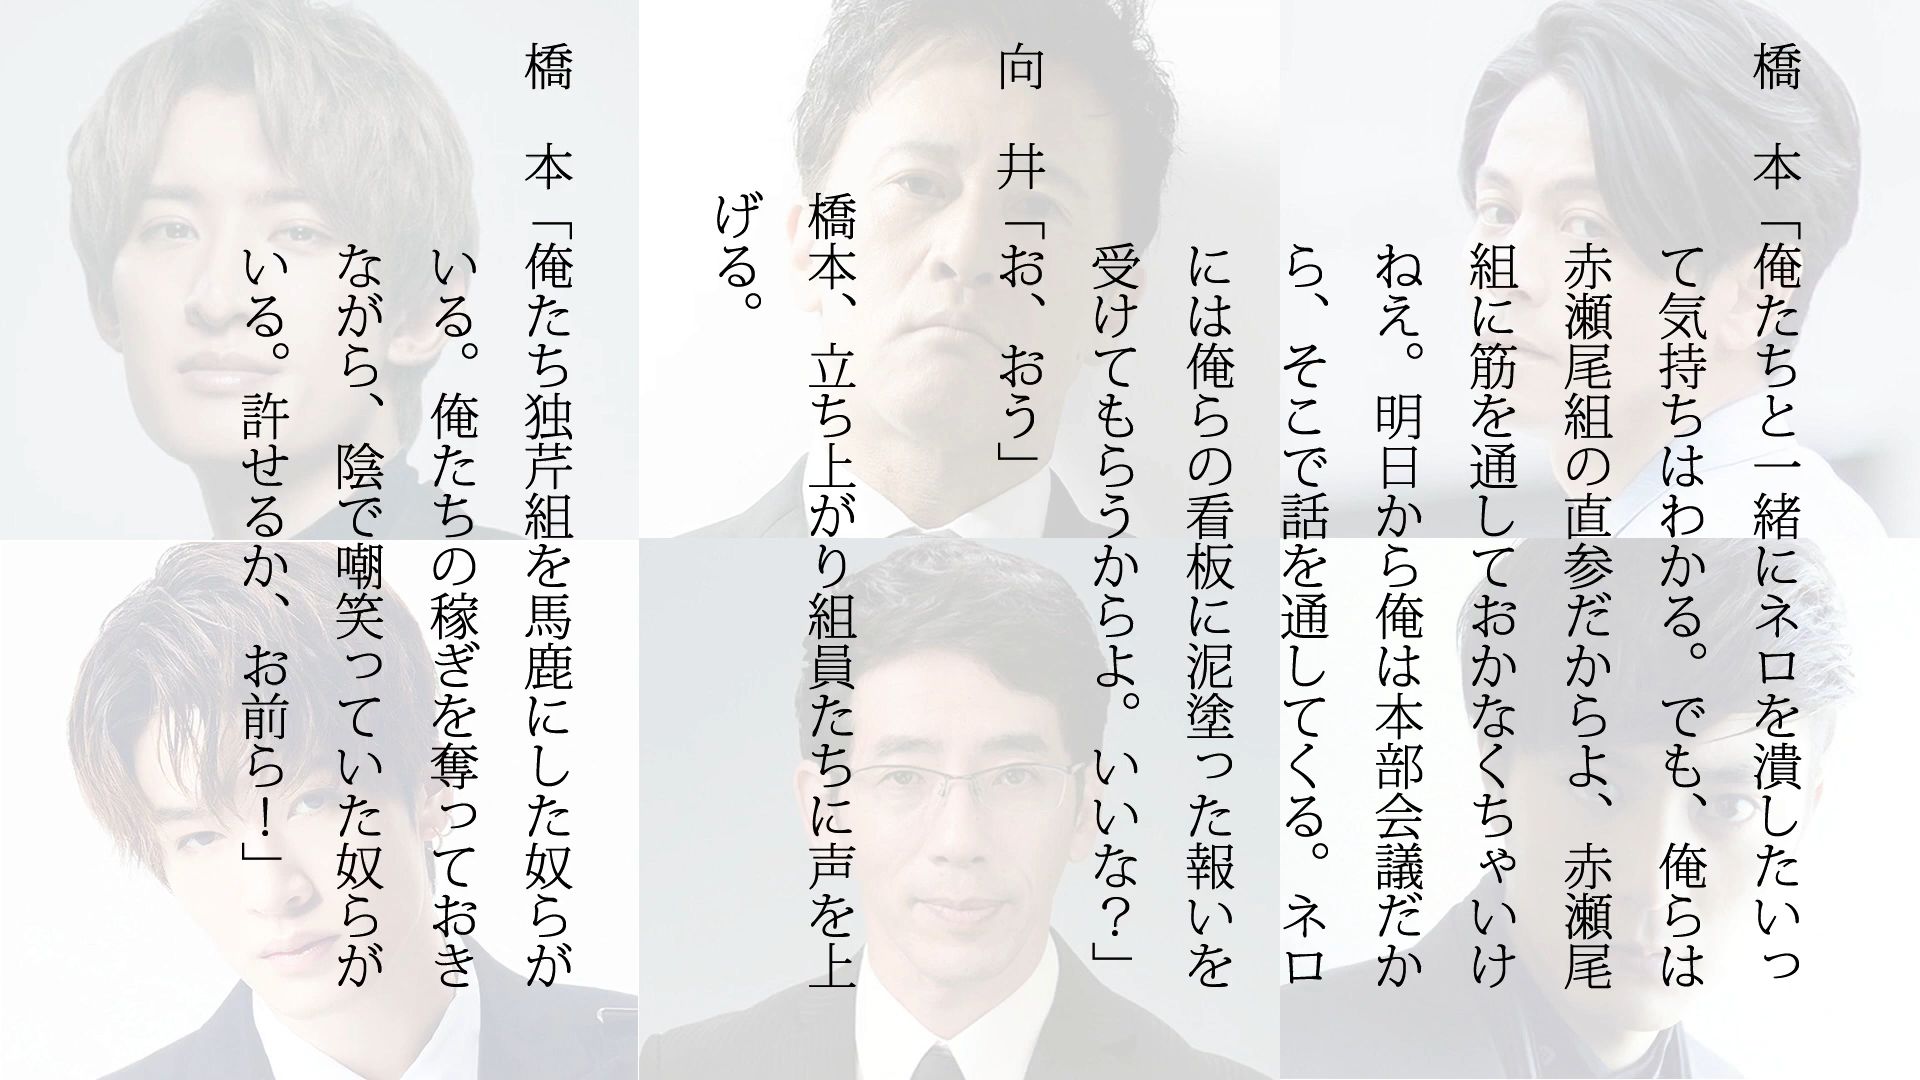 橋　本「俺たちと一緒にネロを潰したいっ
て気持ちはわかる。でも、俺らは
赤瀬尾組の直参だからよ、赤瀬尾
組に筋を通しておかなくちゃいけ
ねえ。明日から俺は本部会議だか
ら、そこで話を通してくる。ネロ
には俺らの看板に泥塗った報いを
受けてもらうからよ。いいな？」
向　井「お、おう」
橋本、立ち上がり組員たちに声を上
げる。
橋　本「俺たち独芹組を馬鹿にした奴らが
いる。俺たちの稼ぎを奪っておき
ながら、陰で嘲笑っていた奴らが
いる。許せるか、お前ら！」